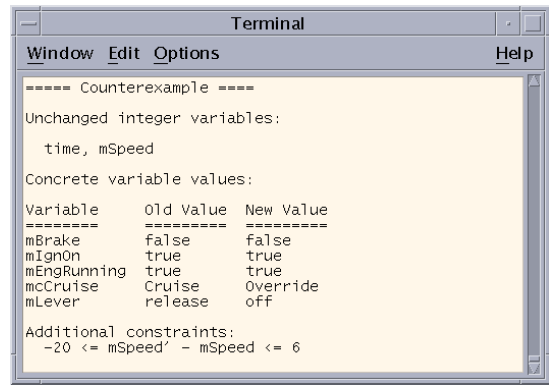 Terminal
Window Edit Options Help
===== Counterexample ====
Unchanged integer variables:
time, mSpeed
Concrete variable values:
Variable Old Value New Value
======== ========= =========
mBrake false false
mIgnOn true true
mEngRunning true true
mcCruise Cruise Override
mLever release off
Additional constraints:
-20 <= mSpeed′ - mSpeed <= 6